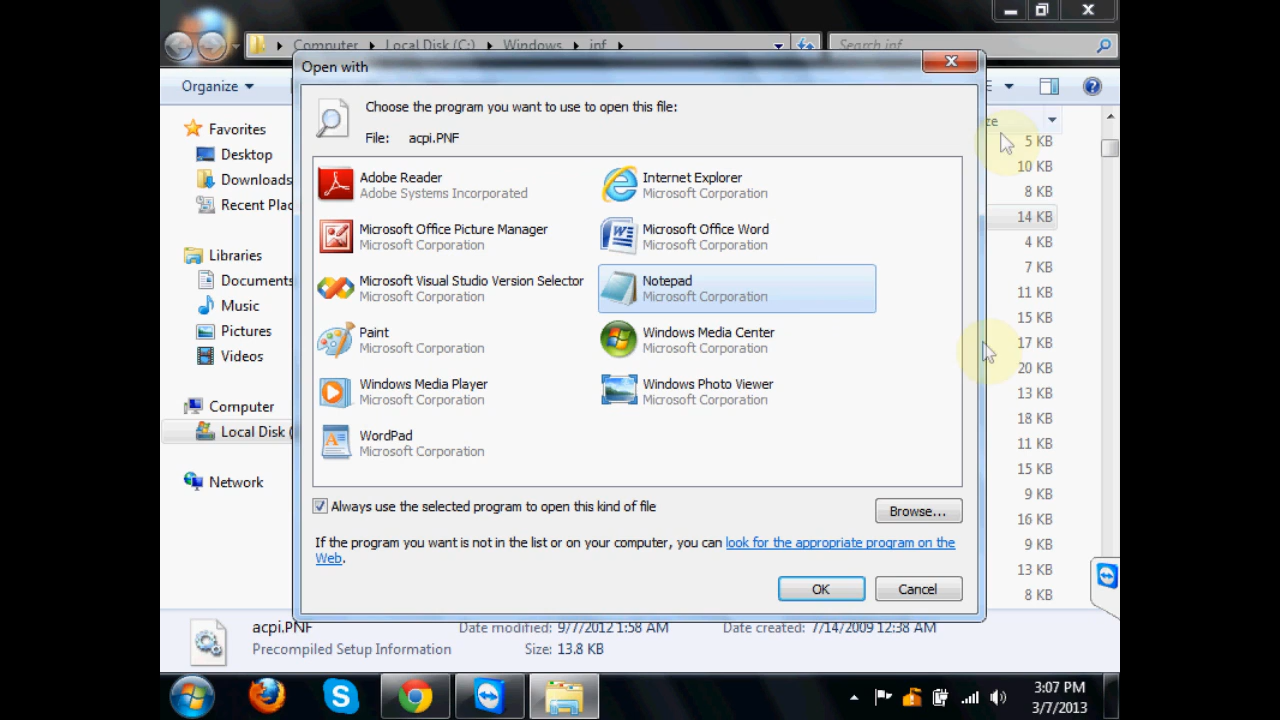 Computer Local Disk (C:) Windows inf
Search inf
Open with
Organize
Choose the program you want to use to open this file:
File: acpi.PNF
Favorites
Desktop
Downloads
Recent Plac
Libraries
Documents
Music
Pictures
Videos
Computer
Local Disk (
Network
Adobe Reader
Adobe Systems Incorporated
Internet Explorer
Microsoft Corporation
Microsoft Office Picture Manager
Microsoft Corporation
Microsoft Office Word
Microsoft Corporation
Microsoft Visual Studio Version Selector
Microsoft Corporation
Notepad
Microsoft Corporation
Paint
Microsoft Corporation
Windows Media Center
Microsoft Corporation
Windows Media Player
Microsoft Corporation
Windows Photo Viewer
Microsoft Corporation
WordPad
Microsoft Corporation
Always use the selected program to open this kind of file
Browse...
If the program you want is not in the list or on your computer, you can look for the appropriate program on the
Web.
OK
Cancel
ze
5 KB
10 KB
8 KB
14 KB
4 KB
7 KB
11 KB
15 KB
17 KB
20 KB
13 KB
18 KB
11 KB
15 KB
9 KB
16 KB
9 KB
13 KB
8 KB
acpi.PNF Date modified: 9/7/2012 1:58 AM Date created: 7/14/2009 12:38 AM
Precompiled Setup Information Size: 13.8 KB
3:07 PM
3/7/2013